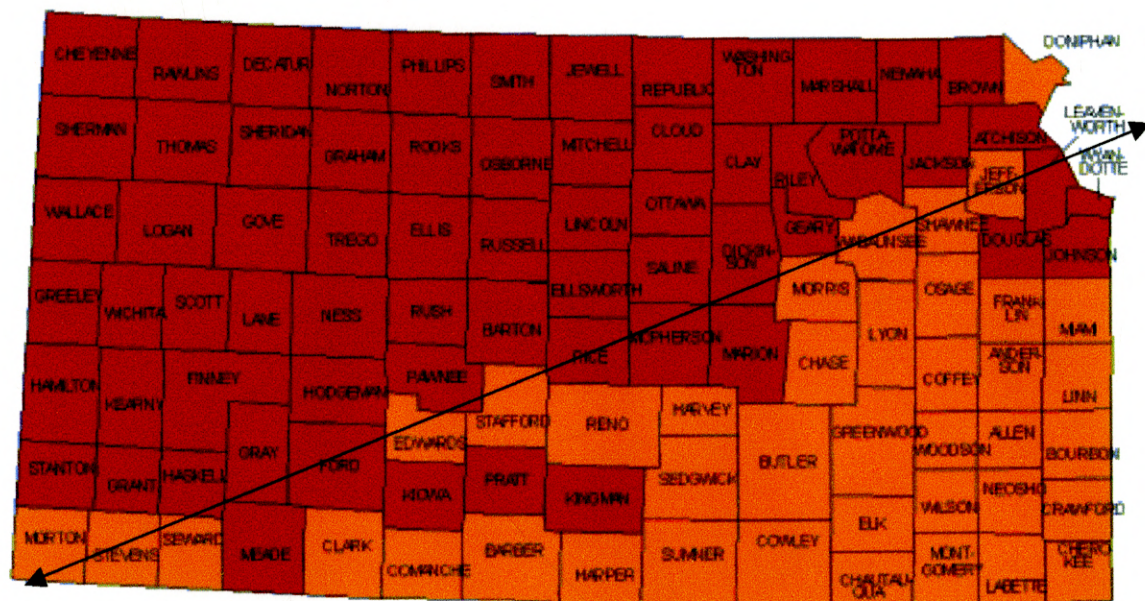 CHEYENNE
RAWLINS
DECATUR
NORTON
PHILLIPS
SMITH
JEWELL
REPUBLIC
WASHING
TON
MARSHALL
NEMAHA
BROWN
DONIPHAN
SHERMAN
THOMAS
SHERIDAN
GRAHAM
ROOKS
OSBORNE
MITCHELL
CLOUD
CLAY
RILEY
POTTA
WATOMIE
JACKSON
ATCHISON
JEFF-
ERSON
LEAVEN-
WORTH
WYAN-
DOTTE
WALLACE
LOGAN
GOVE
TREGO
ELLIS
RUSSELL
LINCOLN
OTTAWA
SALINE
DICKIN-
SON
GEARY
WABAUNSEE
SHAWNEE
DOUGLAS
JOHNSON
GREELEY
WICHITA
SCOTT
LANE
NESS
RUSH
BARTON
ELLSWORTH
RICE
MCPHERSON
MARION
MORRIS
CHASE
LYON
OSAGE
FRANK-
LIN
MIAMI
HAMILTON
KEARNY
FINNEY
HODGEMAN
PAWNEE
STAFFORD
EDWARDS
RENO
HARVEY
BUTLER
GREENWOOD
COFFEY
ANDER-
SON
LINN
STANTON
GRANT
HASKELL
GRAY
FORD
KIOWA
PRATT
KINGMAN
SEDGWICK
WOODSON
ALLEN
BOURBON
MORTON
STEVENS
SEWARD
MEADE
CLARK
COMANCHE
BARBER
HARPER
SUMNER
COWLEY
ELK
CHAUTAU-
QUA
WILSON
MONT-
GOMERY
NEOSHO
LABETTE
CRAWFORD
CHERO-
KEE